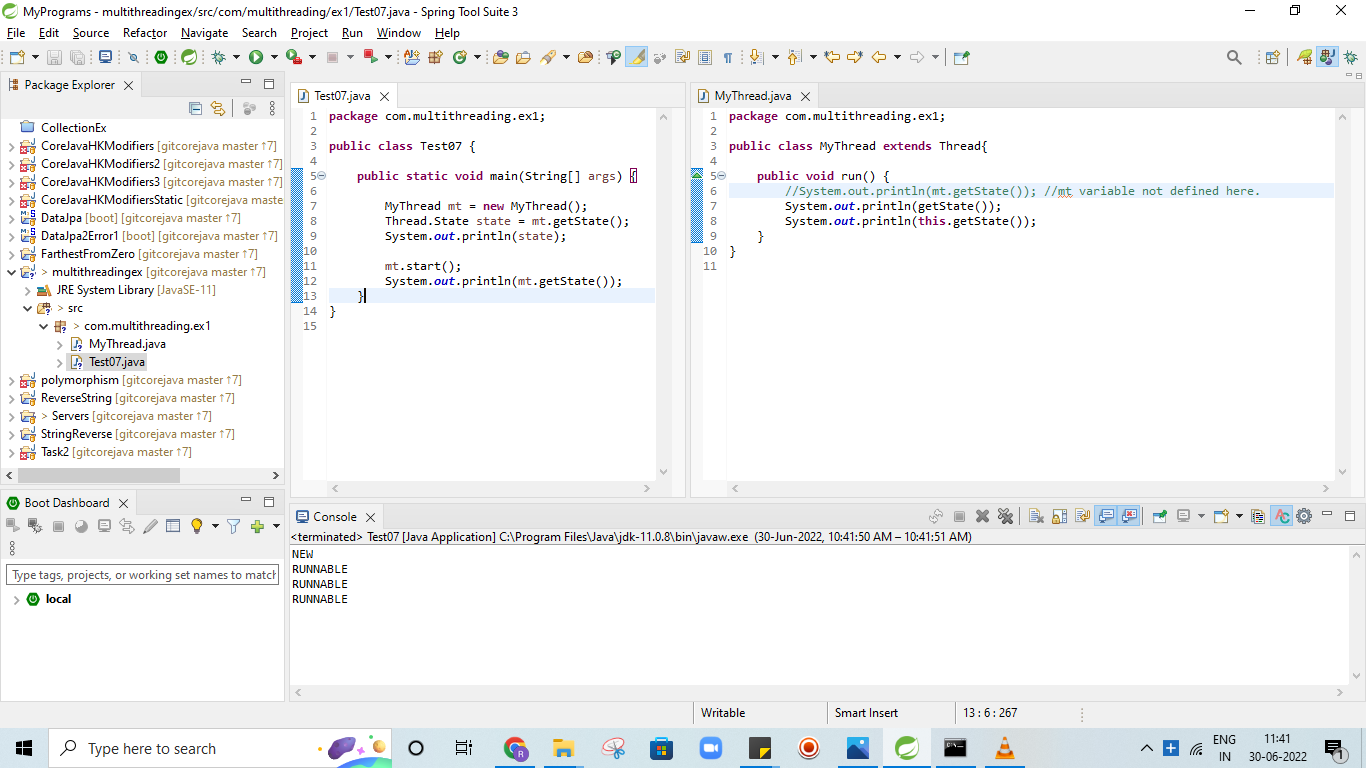 MyPrograms - multithreadingex/src/com/multithreading/ex1/Test07.java - Spring Tool Suite 3
File Edit Source Refactor Navigate Search Project Run Window Help
Package Explorer
CollectionEx
CoreJavaHKModifiers [gitcorejava master ↑7]
CoreJavaHKModifiers2 [gitcorejava master ↑7]
CoreJavaHKModifiers3 [gitcorejava master ↑7]
CoreJavaHKModifiersStatic [gitcorejava master
DataJpa [boot] [gitcorejava master ↑7]
DataJpa2Error1 [boot] [gitcorejava master ↑7]
FarthestFromZero [gitcorejava master ↑7]
> multithreadingex [gitcorejava master ↑7]
JRE System Library [JavaSE-11]
> src
> com.multithreading.ex1
MyThread.java
Test07.java
polymorphism [gitcorejava master ↑7]
ReverseString [gitcorejava master ↑7]
> Servers [gitcorejava master ↑7]
StringReverse [gitcorejava master ↑7]
Task2 [gitcorejava master ↑7]
Boot Dashboard
Type tags, projects, or working set names to match
local
Test07.java
1 package com.multithreading.ex1;
2
3 public class Test07 {
4
5 public static void main(String[] args) {
6
7 MyThread mt = new MyThread();
8 Thread.State state = mt.getState();
9 System.out.println(state);
10
11 mt.start();
12 System.out.println(mt.getState());
13 }
14 }
15
MyThread.java
1 package com.multithreading.ex1;
2
3 public class MyThread extends Thread{
4
5 public void run() {
6 //System.out.println(mt.getState()); //mt variable not defined here.
7 System.out.println(getState());
8 System.out.println(this.getState());
9 }
10 }
11
Console
<terminated> Test07 [Java Application] C:\Program Files\Java\jdk-11.0.8\bin\javaw.exe (30-Jun-2022, 10:41:50 AM – 10:41:51 AM)
NEW
RUNNABLE
RUNNABLE
RUNNABLE
Writable Smart Insert 13 : 6 : 267
Type here to search
R
ENG
IN
11:41
30-06-2022
1